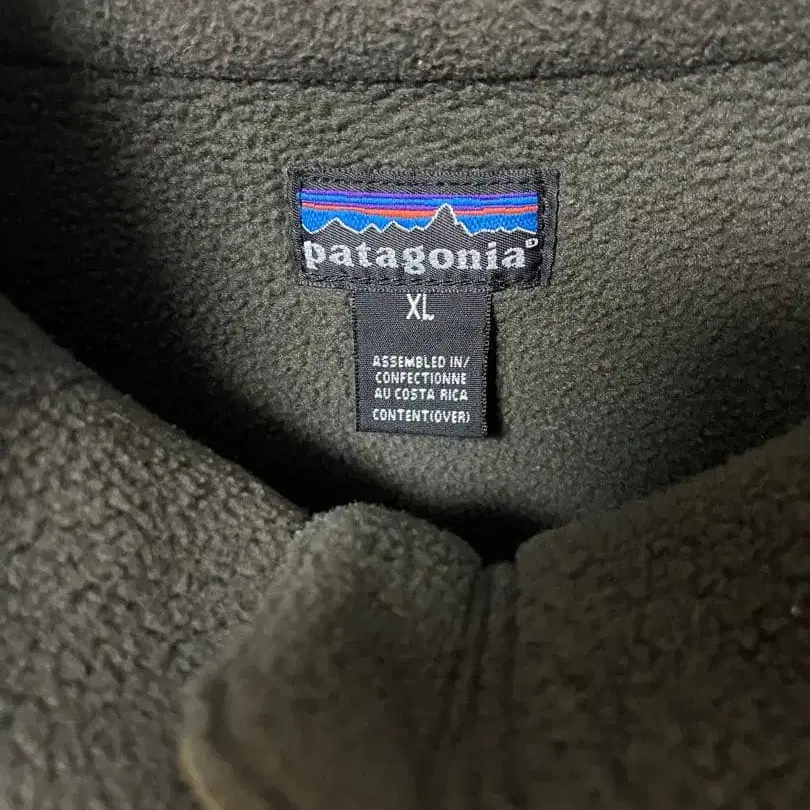 patagonia®
XL
ASSEMBLED IN/
CONFECTIONNE
AU COSTA RICA
CONTENT(OVER)